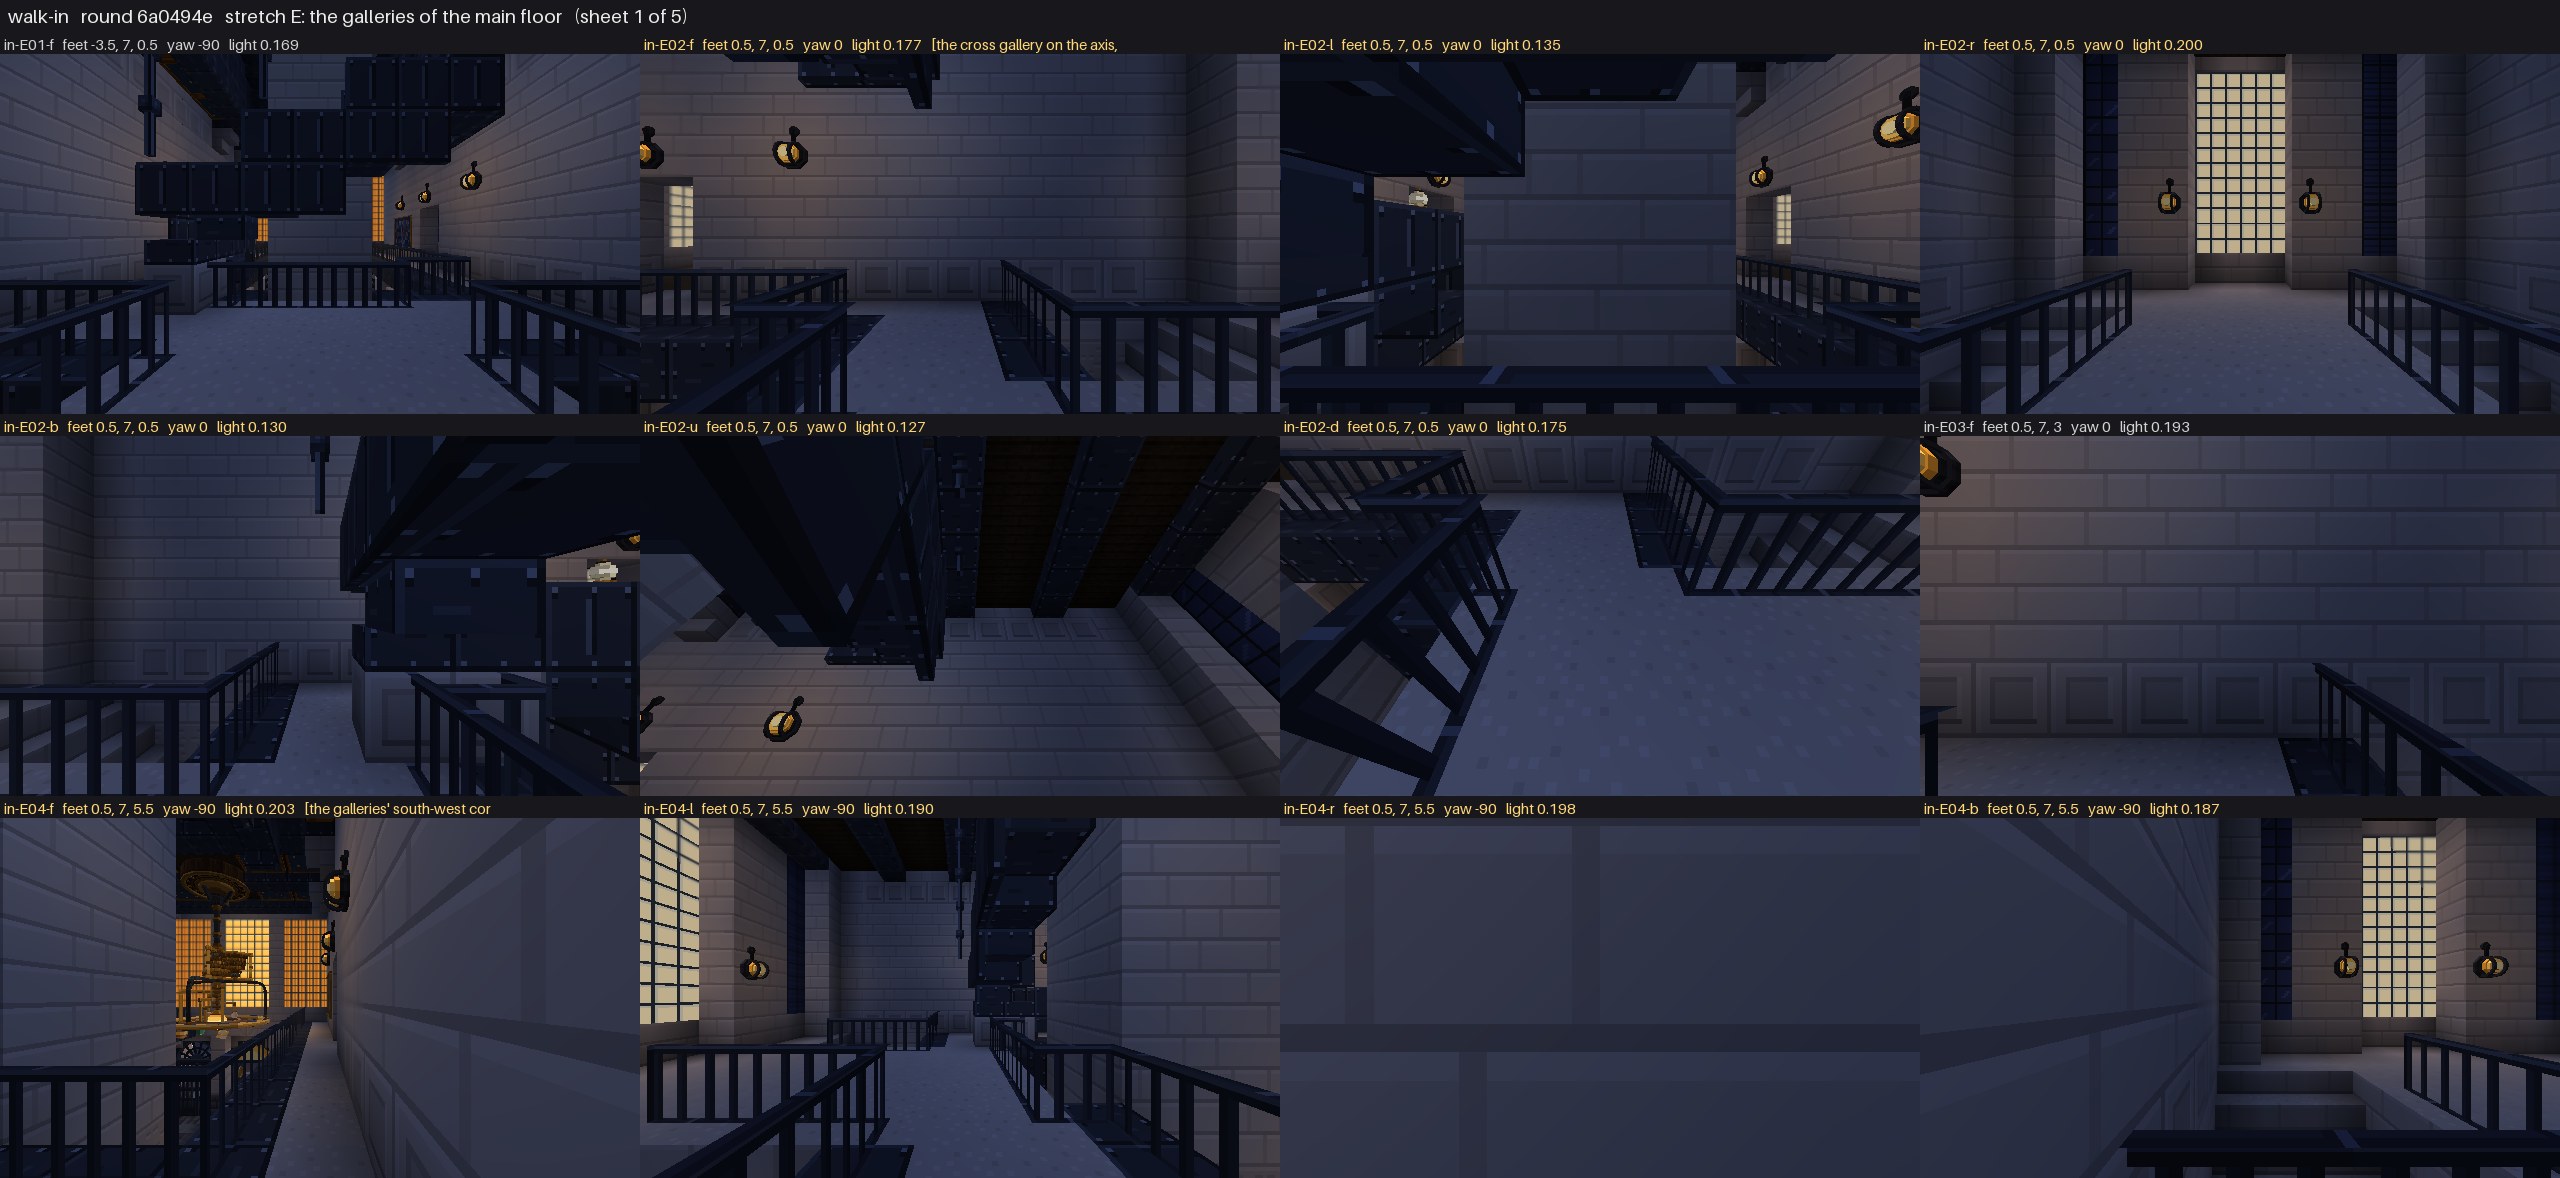 walk-in round 6a0494e stretch E: the galleries of the main floor (sheet 1 of 5)
in-E01-f feet -3.5, 7, 0.5 yaw -90 light 0.169
in-E02-f feet 0.5, 7, 0.5 yaw 0 light 0.177 [the cross gallery on the axis,
in-E02-l feet 0.5, 7, 0.5 yaw 0 light 0.135
in-E02-r feet 0.5, 7, 0.5 yaw 0 light 0.200
in-E02-b feet 0.5, 7, 0.5 yaw 0 light 0.130
in-E02-u feet 0.5, 7, 0.5 yaw 0 light 0.127
in-E02-d feet 0.5, 7, 0.5 yaw 0 light 0.175
in-E03-f feet 0.5, 7, 3 yaw 0 light 0.193
in-E04-f feet 0.5, 7, 5.5 yaw -90 light 0.203 [the galleries' south-west cor
in-E04-l feet 0.5, 7, 5.5 yaw -90 light 0.190
in-E04-r feet 0.5, 7, 5.5 yaw -90 light 0.198
in-E04-b feet 0.5, 7, 5.5 yaw -90 light 0.187